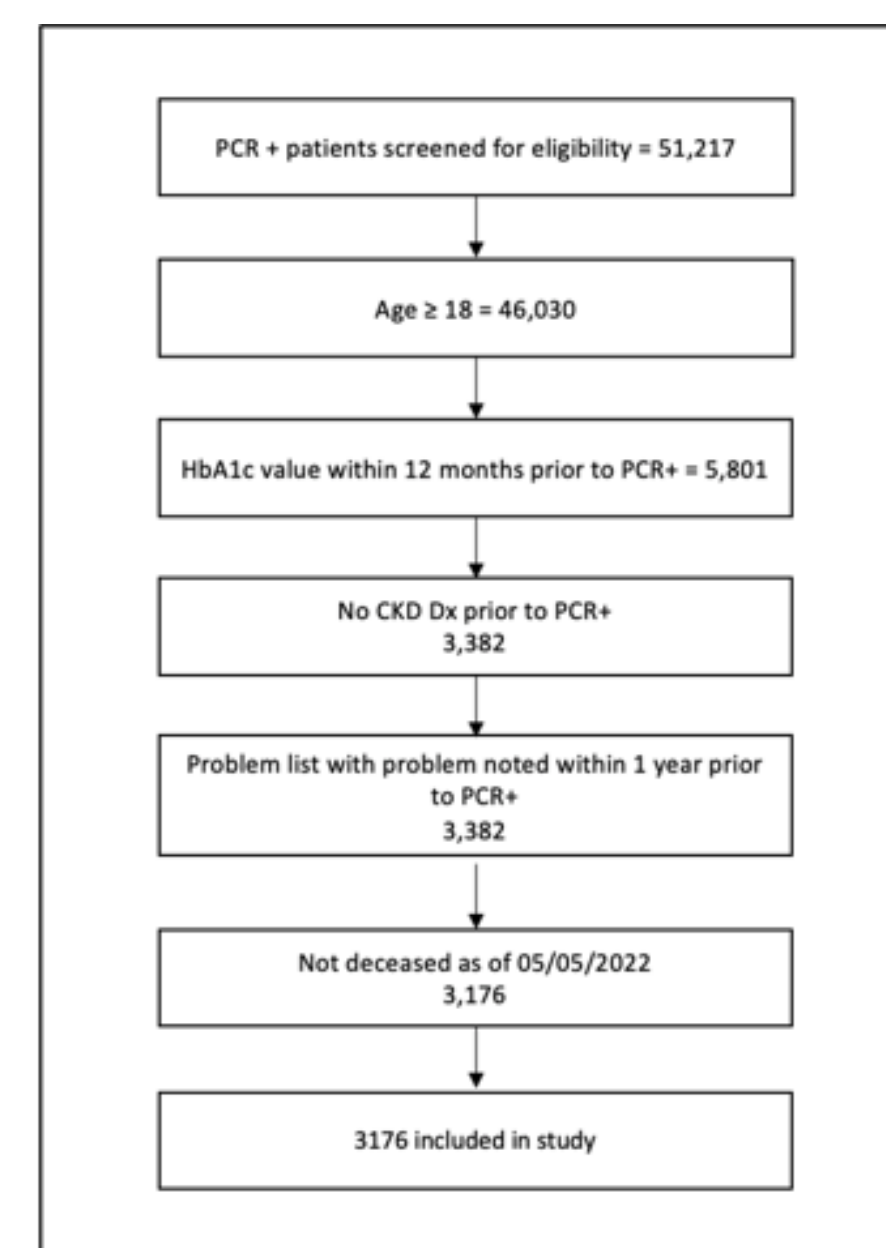 PCR + patients screened for eligibility = 51,217
Age ≥ 18 = 46,030
HbA1c value within 12 months prior to PCR+ = 5,801
No CKD Dx prior to PCR+
3,382
Problem list with problem noted within 1 year prior
to PCR+
3,382
Not deceased as of 05/05/2022
3,176
3176 included in study